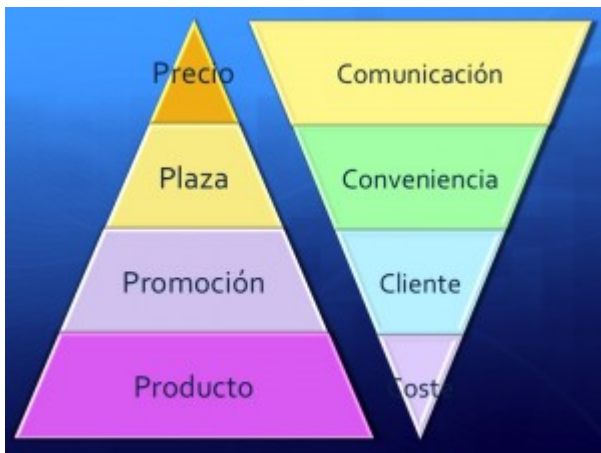 Precio
Plaza
Promoción
Producto
Comunicación
Conveniencia
Cliente
Costo